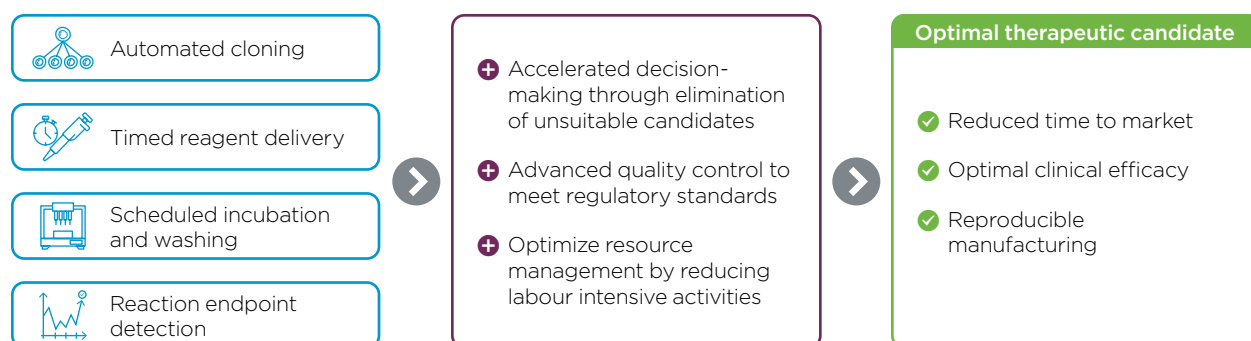 Automated cloning
Timed reagent delivery
Scheduled incubation
and washing
Reaction endpoint
detection
Accelerated decision-
making through elimination
of unsuitable candidates
Advanced quality control to
meet regulatory standards
Optimize resource
management by reducing
labour intensive activities
Optimal therapeutic candidate
Reduced time to market
Optimal clinical efficacy
Reproducible
manufacturing